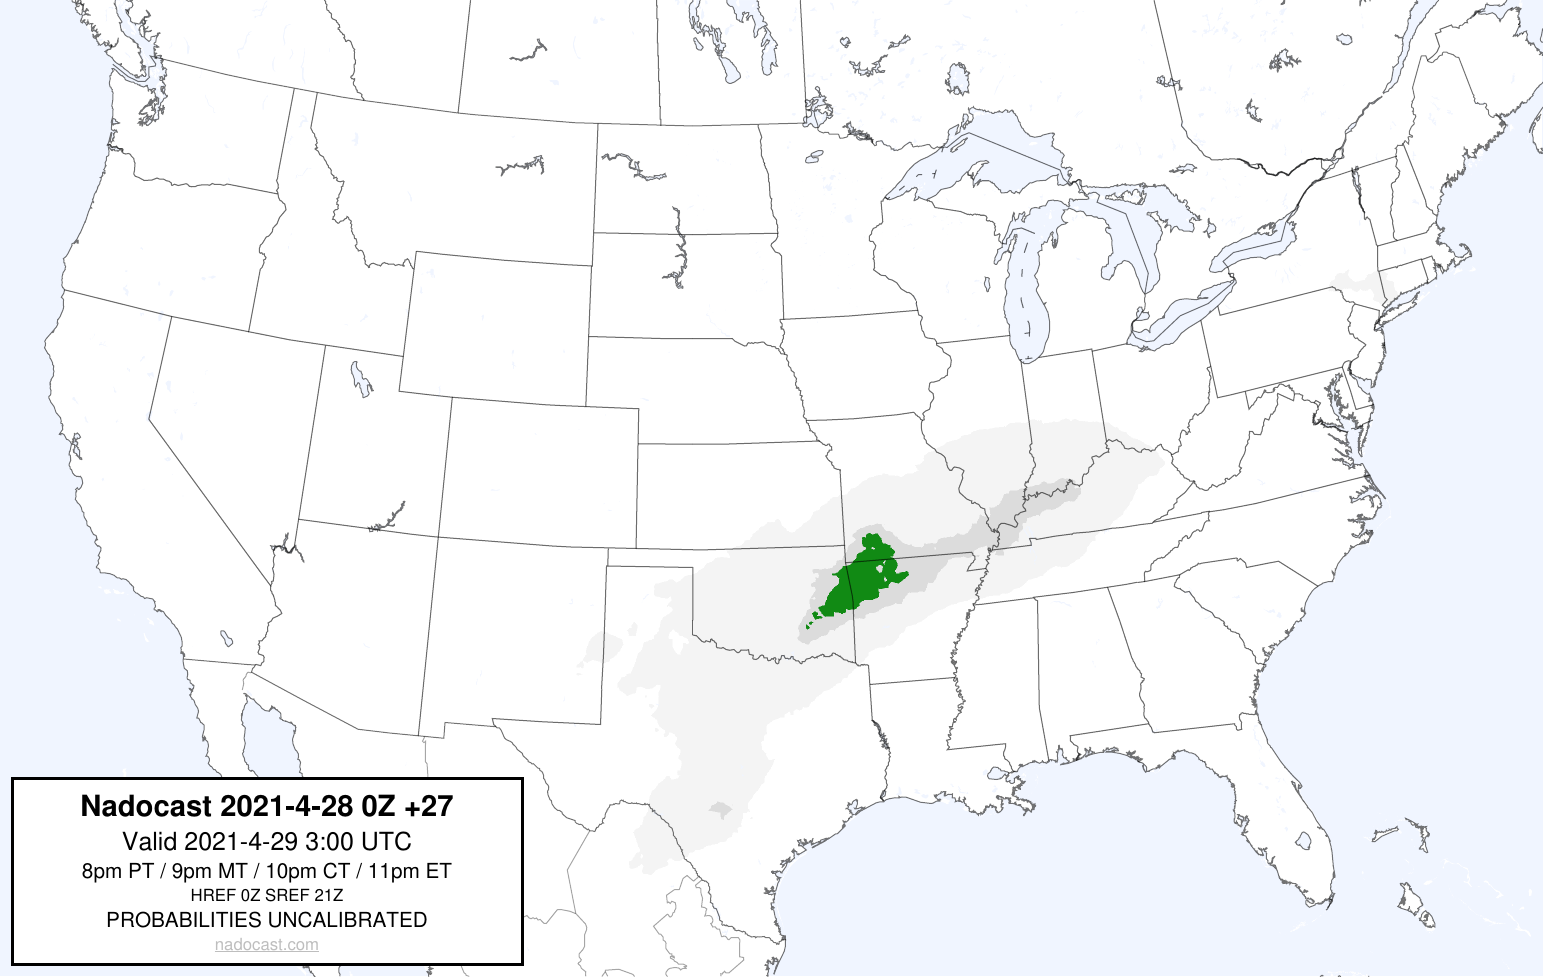 Nadocast 2021-4-28 0Z +27
Valid 2021-4-29 3:00 UTC
8pm PT / 9pm MT / 10pm CT / 11pm ET
HREF 0Z SREF 21Z
PROBABILITIES UNCALIBRATED
nadocast.com